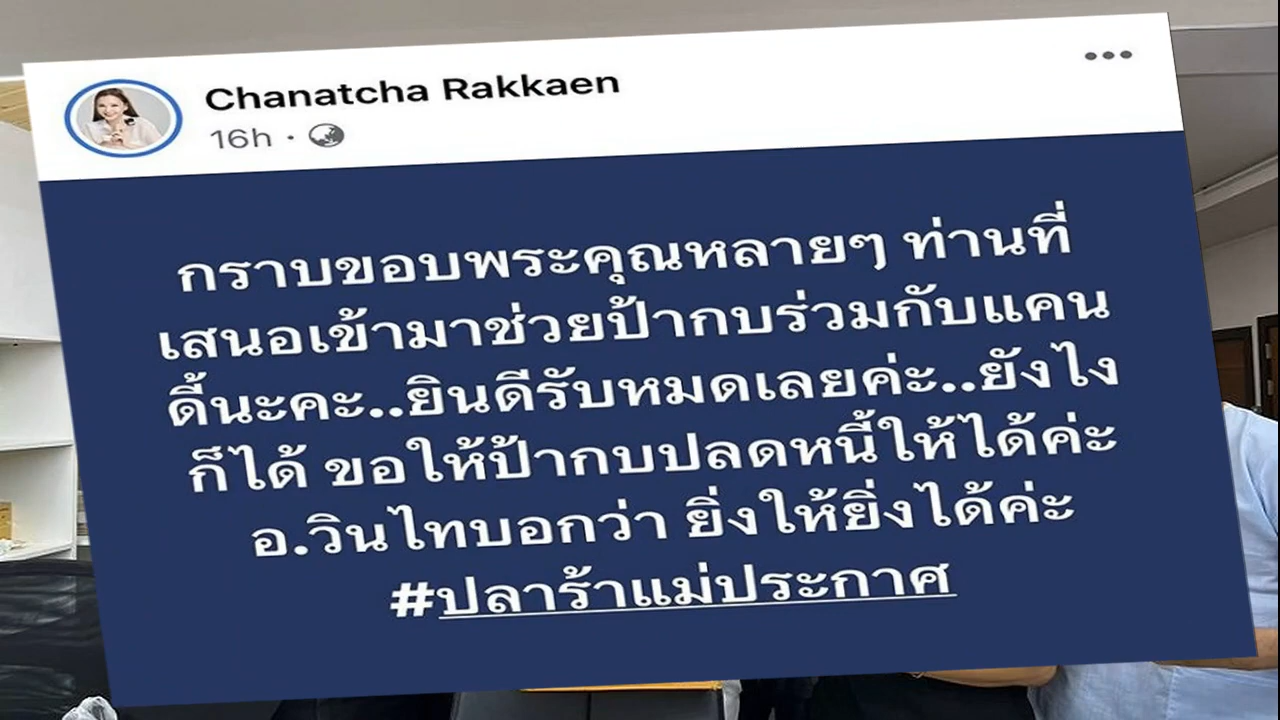 Chanatcha Rakkaen
16h ·
กราบขอบพระคุณหลายๆ ท่านที่
เสนอเข้ามาช่วยป้ากบร่วมกับแคน
ดี้นะคะ..ยินดีรับหมดเลยค่ะ..ยังไง
ก็ได้ ขอให้ป้ากบปลดหนี้ให้ได้ค่ะ
อ.วินไทบอกว่า ยิ่งให้ยิ่งได้ค่ะ
#ปลาร้าแม่ประกาศ